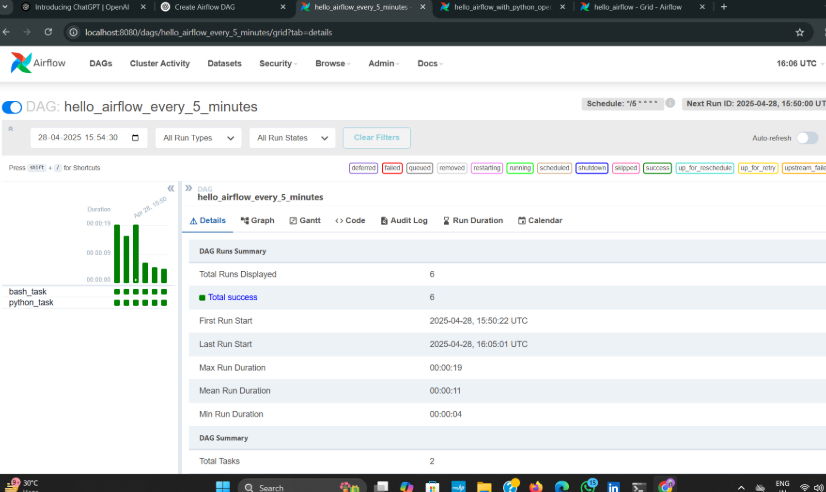 Introducing ChatGPT | OpenAI
Create Airflow DAG
hello_airflow_every_5_minutes -
hello_airflow_with_python_ope
hello_airflow - Grid - Airflow
localhost:8080/dags/hello_airflow_every_5_minutes/grid?tab=details
Airflow DAGs Cluster Activity Datasets Security Browse Admin Docs 16:06 UTC
DAG: hello_airflow_every_5_minutes
Schedule: */5 * * * *
Next Run ID: 2025-04-28, 15:50:00 UT
28-04-2025 15:54:30
All Run Types
All Run States
Clear Filters
Auto-refresh
Press shift + / for Shortcuts
deferred failed queued removed restarting running scheduled shutdown skipped success up_for_reschedule up_for_retry upstream_faile
Duration
Apr 28, 15:50
00:00:19
00:00:09
00:00:00
bash_task
python_task
DAG
hello_airflow_every_5_minutes
Details Graph Gantt Code Audit Log Run Duration Calendar
DAG Runs Summary
Total Runs Displayed 6
Total success 6
First Run Start 2025-04-28, 15:50:22 UTC
Last Run Start 2025-04-28, 16:05:01 UTC
Max Run Duration 00:00:19
Mean Run Duration 00:00:11
Min Run Duration 00:00:04
DAG Summary
Total Tasks 2
30°C
Search
15
ENG